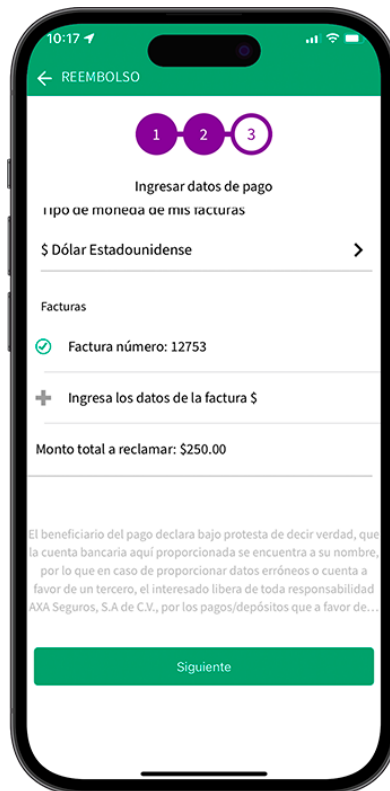 10:17
REEMBOLSO
1 2 3
Ingresar datos de pago
Tipo de moneda de mis facturas
$ Dólar Estadounidense
Facturas
Factura número: 12753
Ingresa los datos de la factura $
Monto total a reclamar: $250.00
El beneficiario del pago declara bajo protesta de decir verdad, que
la cuenta bancaria aquí proporcionada se encuentra a su nombre,
por lo que en caso de proporcionar datos erróneos o cuenta a
favor de un tercero, el interesado libera de toda responsabilidad
AXA Seguros, S.A de C.V., por los pagos/depósitos que a favor de...
Siguiente